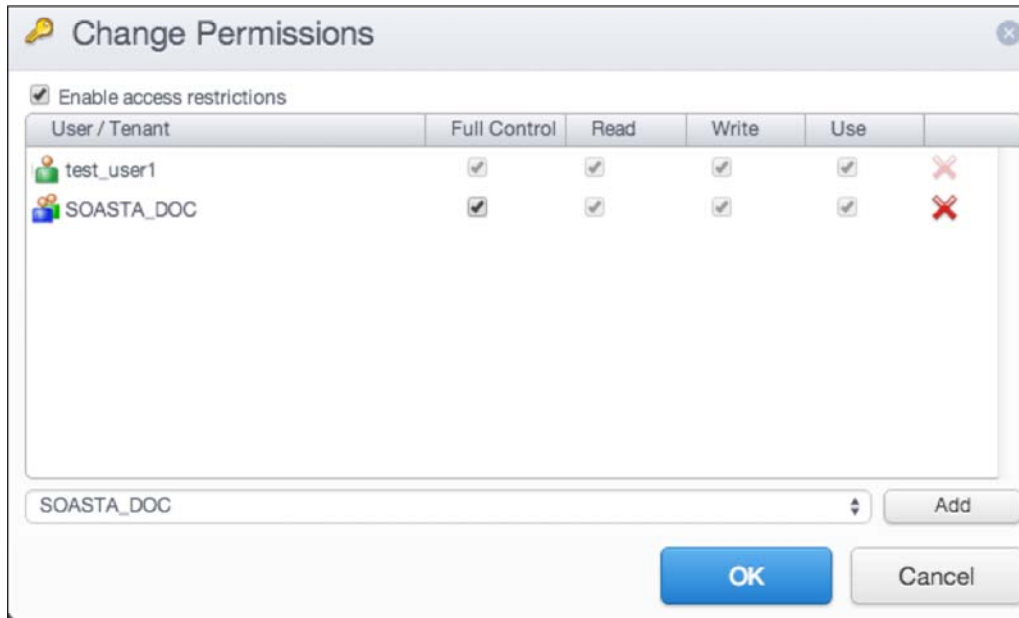 Change Permissions
Enable access restrictions
User / Tenant Full Control Read Write Use
test_user1
SOASTA_DOC
SOASTA_DOC Add
OK Cancel